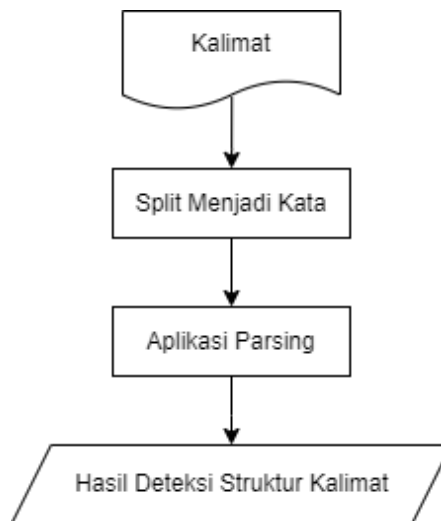 Kalimat
Split Menjadi Kata
Aplikasi Parsing
Hasil Deteksi Struktur Kalimat